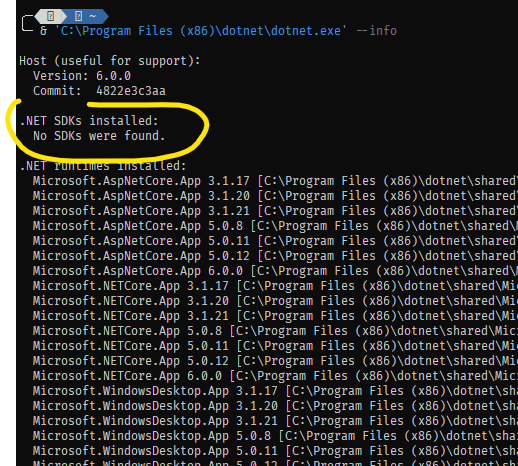 ~
& 'C:\Program Files (x86)\dotnet\dotnet.exe' --info
Host (useful for support):
Version: 6.0.0
Commit: 4822e3c3aa
.NET SDKs installed:
No SDKs were found.
.NET runtimes installed:
Microsoft.AspNetCore.App 3.1.17 [C:\Program Files (x86)\dotnet\shared\
Microsoft.AspNetCore.App 3.1.20 [C:\Program Files (x86)\dotnet\shared\
Microsoft.AspNetCore.App 3.1.21 [C:\Program Files (x86)\dotnet\shared\
Microsoft.AspNetCore.App 5.0.8 [C:\Program Files (x86)\dotnet\shared\M
Microsoft.AspNetCore.App 5.0.11 [C:\Program Files (x86)\dotnet\shared\
Microsoft.AspNetCore.App 5.0.12 [C:\Program Files (x86)\dotnet\shared\
Microsoft.AspNetCore.App 6.0.0 [C:\Program Files (x86)\dotnet\shared\M
Microsoft.NETCore.App 3.1.17 [C:\Program Files (x86)\dotnet\shared\Mic
Microsoft.NETCore.App 3.1.20 [C:\Program Files (x86)\dotnet\shared\Mic
Microsoft.NETCore.App 3.1.21 [C:\Program Files (x86)\dotnet\shared\Mic
Microsoft.NETCore.App 5.0.8 [C:\Program Files (x86)\dotnet\shared\Mici
Microsoft.NETCore.App 5.0.11 [C:\Program Files (x86)\dotnet\shared\Mic
Microsoft.NETCore.App 5.0.12 [C:\Program Files (x86)\dotnet\shared\Mic
Microsoft.NETCore.App 6.0.0 [C:\Program Files (x86)\dotnet\shared\Mici
Microsoft.WindowsDesktop.App 3.1.17 [C:\Program Files (x86)\dotnet\sha
Microsoft.WindowsDesktop.App 3.1.20 [C:\Program Files (x86)\dotnet\sha
Microsoft.WindowsDesktop.App 3.1.21 [C:\Program Files (x86)\dotnet\sha
Microsoft.WindowsDesktop.App 5.0.8 [C:\Program Files (x86)\dotnet\shar
Microsoft.WindowsDesktop.App 5.0.11 [C:\Program Files (x86)\dotnet\sha
Microsoft.WindowsDesktop.App 5.0.12 [C:\Program Files (x86)\dotnet\sha